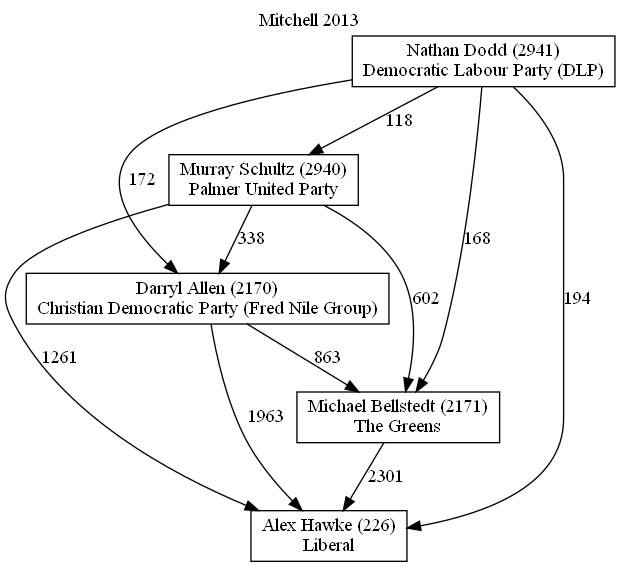 Mitchell 2013
Nathan Dodd (2941)
Democratic Labour Party (DLP)
118
172
Murray Schultz (2940)
Palmer United Party
338
168
602
194
Darryl Allen (2170)
Christian Democratic Party (Fred Nile Group)
1261
863
1963
Michael Bellstedt (2171)
The Greens
2301
Alex Hawke (226)
Liberal